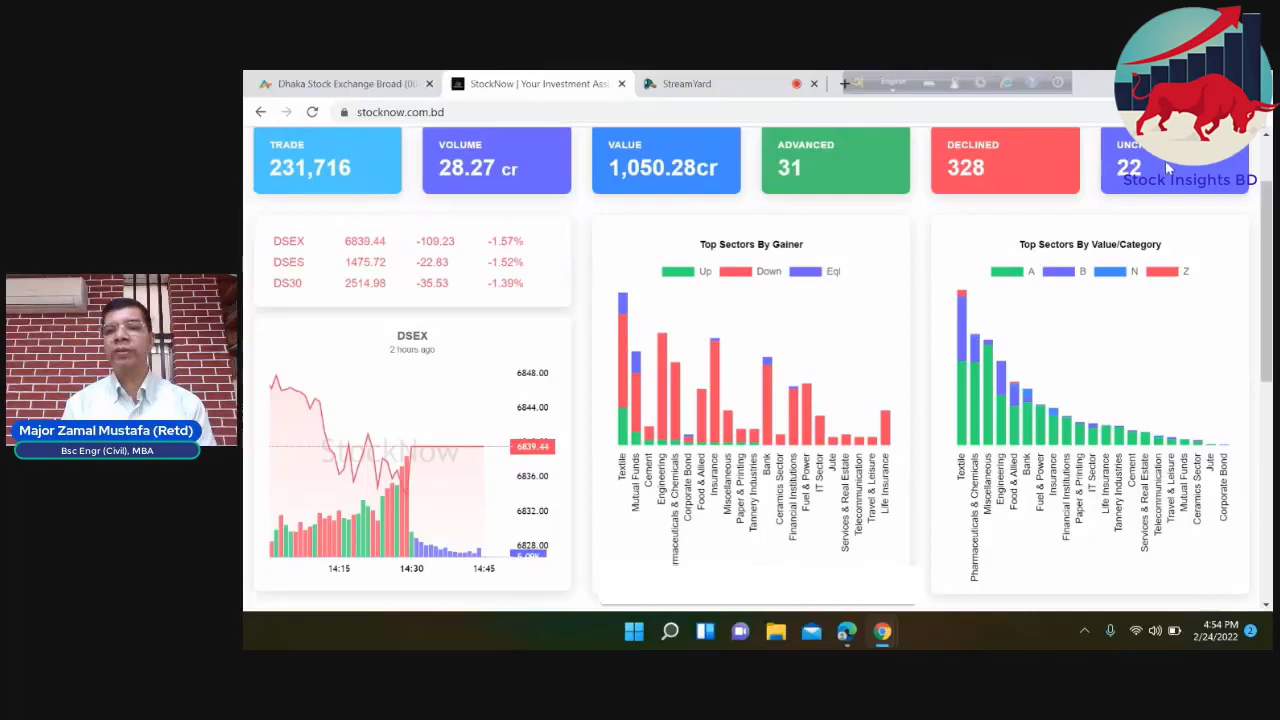 Dhaka Stock Exchange Broad (00
StockNow | Your Investment Assi
StreamYard
English
stocknow.com.bd
TRADE
231,716
VOLUME
28.27 cr
VALUE
1,050.28cr
ADVANCED
31
DECLINED
328
22
Stock Insights BD
DSEX 6839.44 -109.23 -1.57%
DSES 1475.72 -22.83 -1.52%
DS30 2514.98 -35.53 -1.39%
DSEX
2 hours ago
6848.00
6844.00
6839.44
6836.00
6832.00
6828.00
StockNow
14:15 14:30 14:45
Top Sectors By Gainer
Up Down Eql
Textile
Mutual Funds
Cement
Engineering
rmaceuticals & Chemicals
Corporate Bond
Food & Allied
Insurance
Miscellaneous
Paper & Printing
Tannery Industries
Bank
Ceramics Sector
Financial Institutions
Fuel & Power
IT Sector
Jute
Services & Real Estate
Telecommunication
Travel & Leisure
Life Insurance
Top Sectors By Value/Category
A B N Z
Textile
Pharmaceuticals & Chemicals
Miscellaneous
Engineering
Food & Allied
Bank
Fuel & Power
Insurance
Financial Institutions
Paper & Printing
IT Sector
Life Insurance
Tannery Industries
Cement
Services & Real Estate
Telecommunication
Travel & Leisure
Mutual Funds
Ceramics Sector
Jute
Corporate Bond
Major Zamal Mustafa (Retd)
Bsc Engr (Civil), MBA
4:54 PM
2/24/2022
2